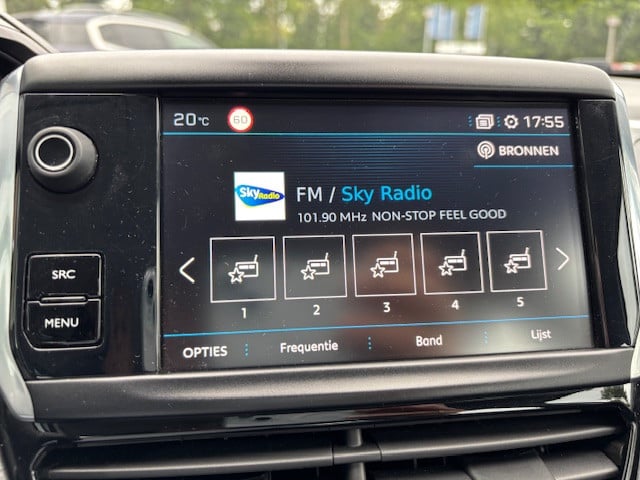 20°C 60 17:55
BRONNEN
Sky Radio
FM / Sky Radio
101.90 MHz NON-STOP FEEL GOOD
SRC
MENU
1 2 3 4 5
OPTIES Frequentie Band Lijst